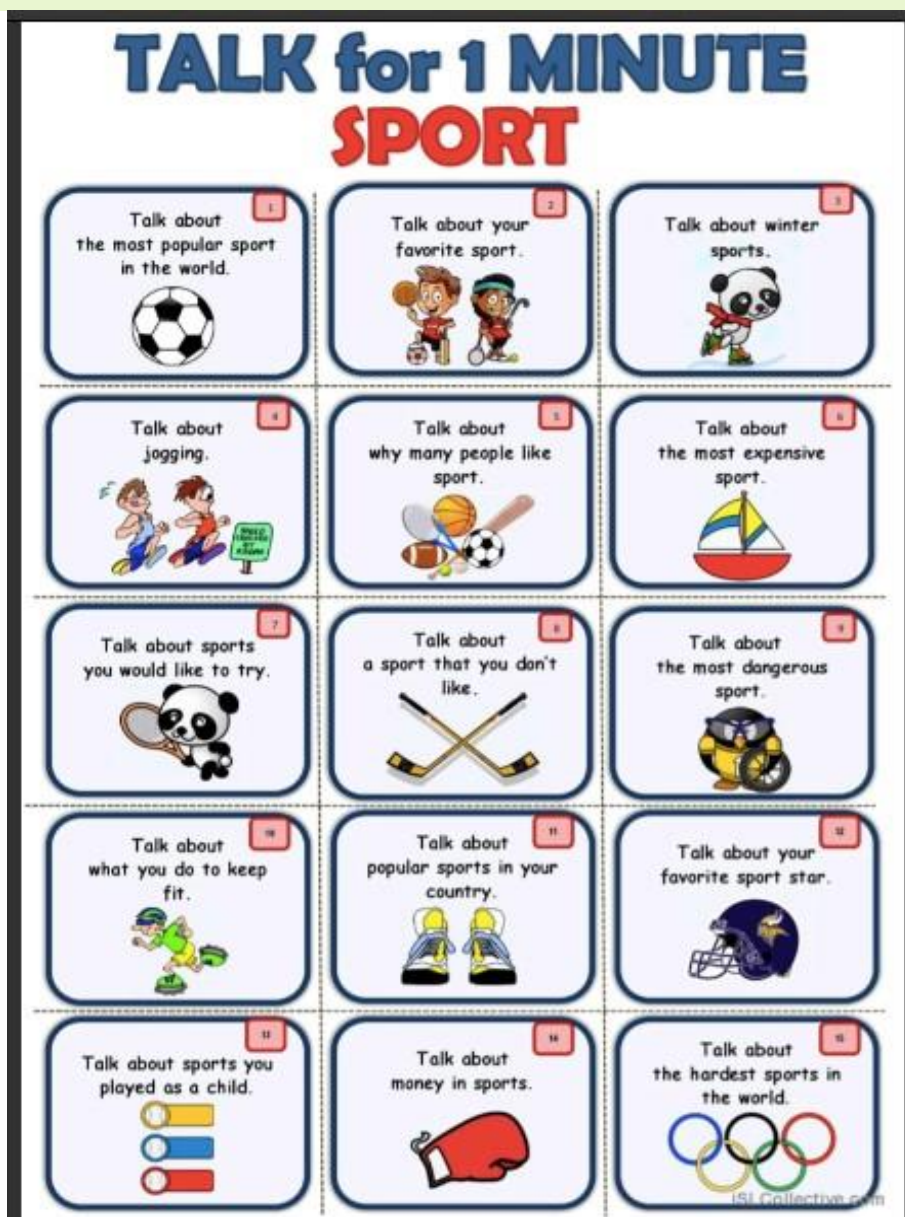 TALK for 1 MINUTE
SPORT
1
Talk about
the most popular sport
in the world.
2
Talk about your
favorite sport.
3
Talk about winter
sports.
4
Talk about
jogging.
5
Talk about
why many people like
sport.
6
Talk about
the most expensive
sport.
7
Talk about sports
you would like to try.
8
Talk about
a sport that you don't
like.
9
Talk about
the most dangerous
sport.
10
Talk about
what you do to keep
fit.
11
Talk about
popular sports in your
country.
12
Talk about your
favorite sport star.
13
Talk about sports you
played as a child.
14
Talk about
money in sports.
15
Talk about
the hardest sports in
the world.
iSLCollective.com